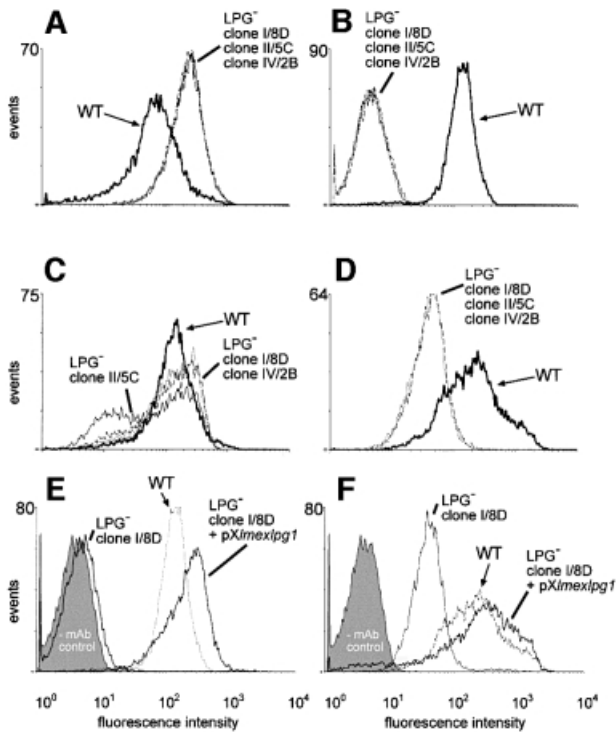 A
70
LPG⁻
clone I/8D
clone II/5C
clone IV/2B
WT
events
B
90
LPG⁻
clone I/8D
clone II/5C
clone IV/2B
WT
C
75
WT
LPG⁻
clone II/5C
LPG⁻
clone I/8D
clone IV/2B
events
D
64
LPG⁻
clone I/8D
clone II/5C
clone IV/2B
WT
E
80
LPG⁻
clone I/8D
WT
LPG⁻
clone I/8D
+ pXlmexlpg1
- mAb
control
events
10⁰ 10¹ 10² 10³ 10⁴
fluorescence intensity
F
80
LPG⁻
clone I/8D
WT
LPG⁻
clone I/8D
+ pXlmexlpg1
- mAb
control
10⁰ 10¹ 10² 10³ 10⁴
fluorescence intensity